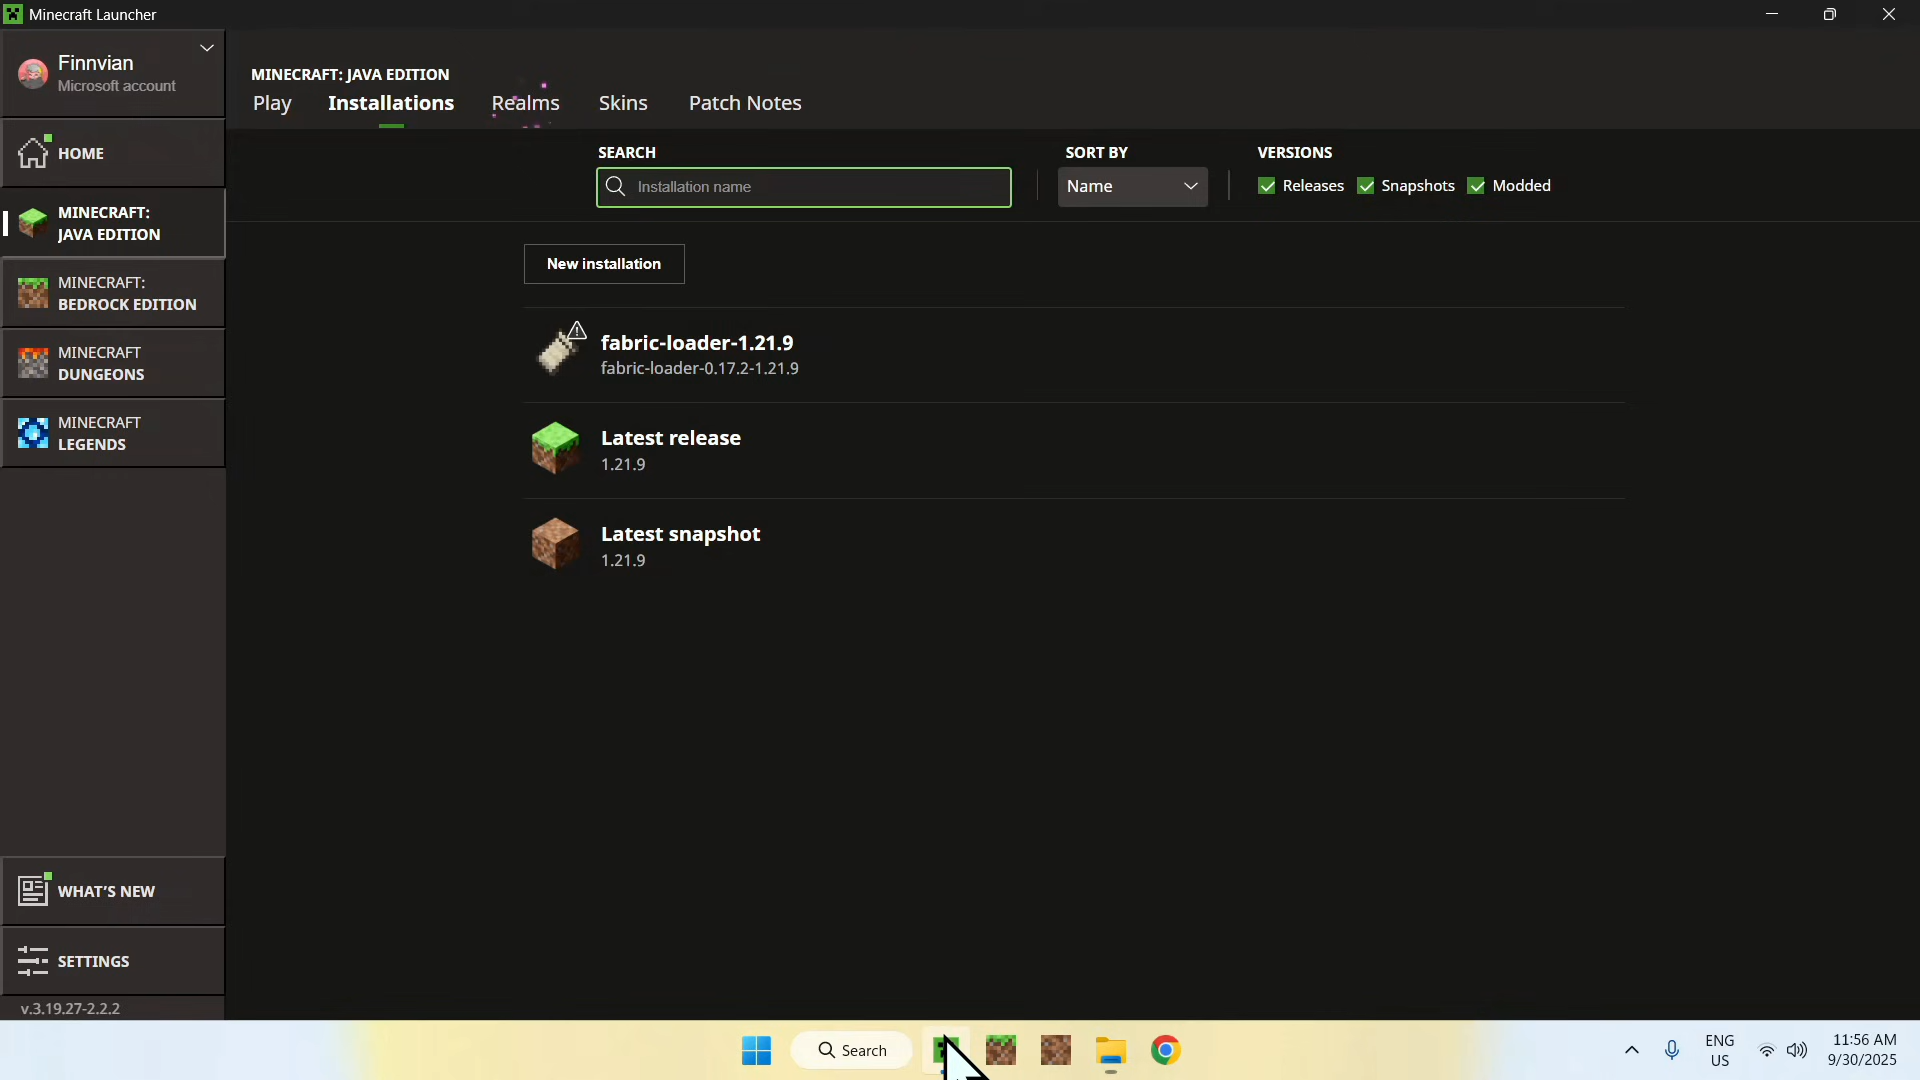 Minecraft Launcher
Finnvian
Microsoft account
HOME
MINECRAFT:
JAVA EDITION
MINECRAFT:
BEDROCK EDITION
MINECRAFT
DUNGEONS
MINECRAFT
LEGENDS
WHAT'S NEW
SETTINGS
v.3.19.27-2.2.2
MINECRAFT: JAVA EDITION
Play Installations Realms Skins Patch Notes
SEARCH SORT BY VERSIONS
Installation name Name Releases Snapshots Modded
New installation
fabric-loader-1.21.9
fabric-loader-0.17.2-1.21.9
Latest release
1.21.9
Latest snapshot
1.21.9
Search
ENG
US
11:56 AM
9/30/2025